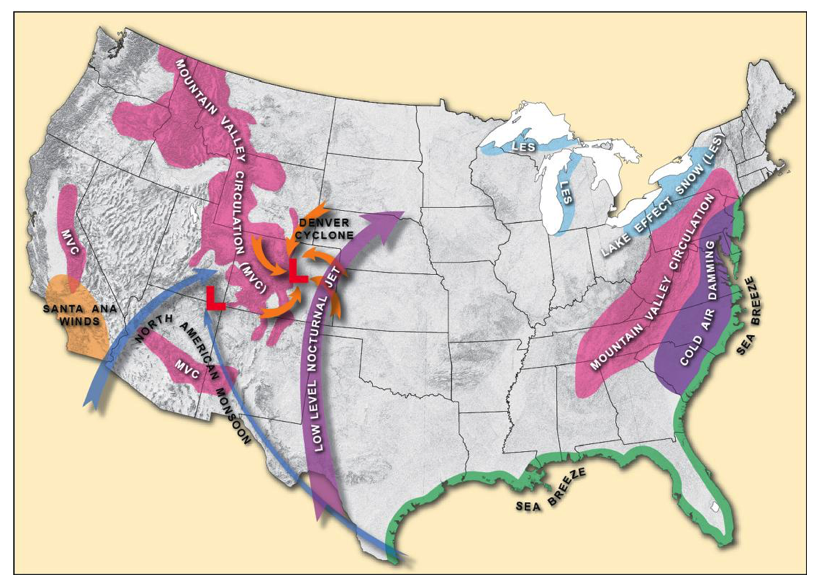 MOUNTAIN VALLEY CIRCULATION (MVC)
LES
LES
LAKE EFFECT SNOW (LES)
DENVER
CYCLONE
L
L
MVC
SANTA ANA
WINDS
NORTH AMERICAN MONSOON
MVC
LOW LEVEL NOCTURNAL JET
MOUNTAIN VALLEY CIRCULATION
COLD AIR DAMMING
SEA BREEZE
SEA BREEZE